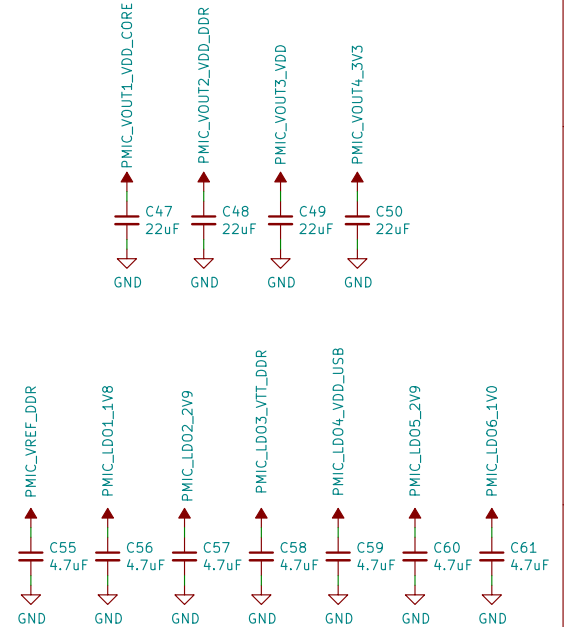 PMIC_VOUT1_VDD_CORE
PMIC_VOUT2_VDD_DDR
PMIC_VOUT3_VDD
PMIC_VOUT4_3V3
C47
22uF
C48
22uF
C49
22uF
C50
22uF
GND
GND
GND
GND
PMIC_VREF_DDR
PMIC_LDO1_1V8
PMIC_LDO2_2V9
PMIC_LDO3_VTT_DDR
PMIC_LDO4_VDD_USB
PMIC_LDO5_2V9
PMIC_LDO6_1V0
C55
4.7uF
C56
4.7uF
C57
4.7uF
C58
4.7uF
C59
4.7uF
C60
4.7uF
C61
4.7uF
GND
GND
GND
GND
GND
GND
GND